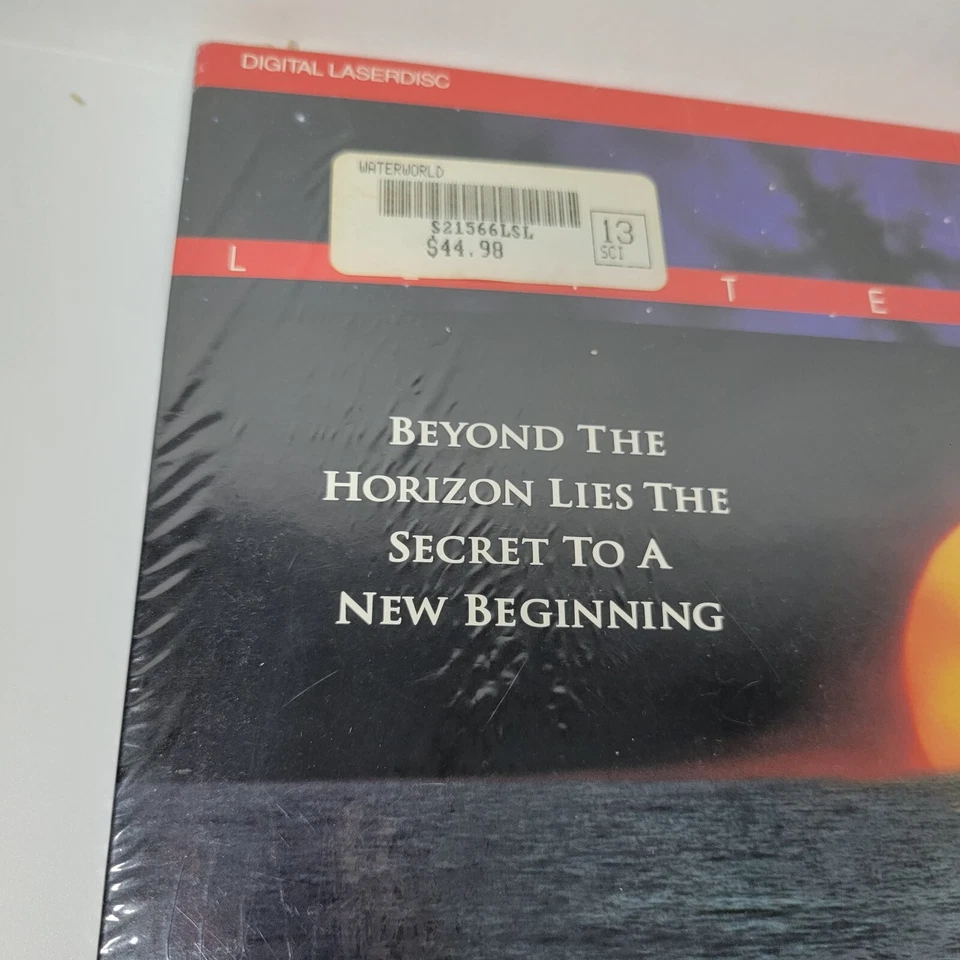 DIGITAL LASERDISC
WATERWORLD
S21566LSL
$44.98
13
SCI
L T E
BEYOND THE
HORIZON LIES THE
SECRET TO A
NEW BEGINNING